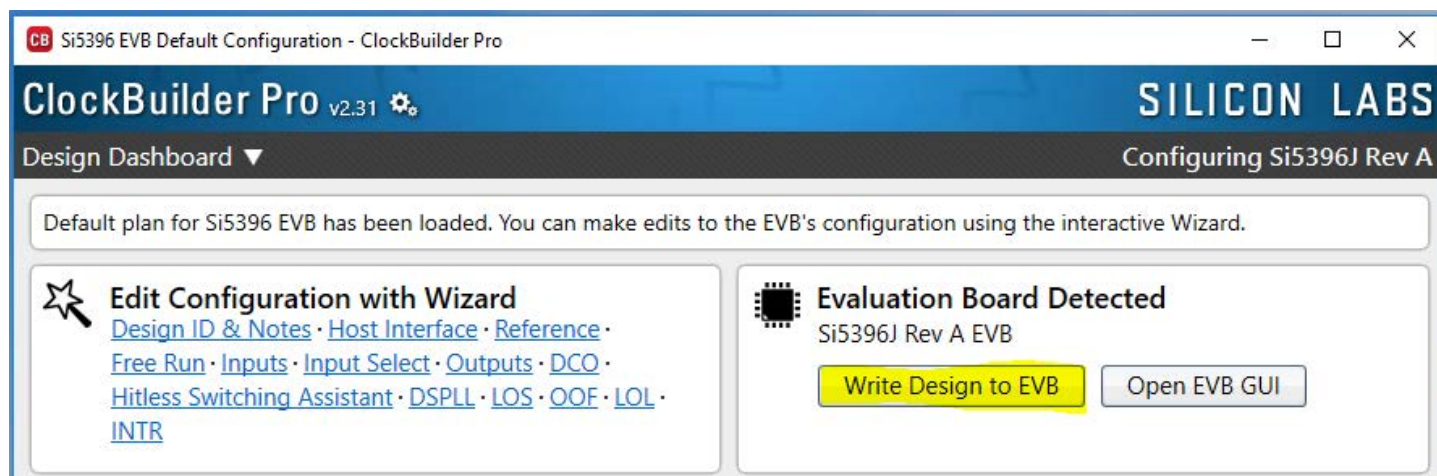 CB Si5396 EVB Default Configuration - ClockBuilder Pro
ClockBuilder Pro v2.31
SILICON LABS
Design Dashboard ▼
Configuring Si5396J Rev A
Default plan for Si5396 EVB has been loaded. You can make edits to the EVB's configuration using the interactive Wizard.
Edit Configuration with Wizard
Design ID & Notes · Host Interface · Reference ·
Free Run · Inputs · Input Select · Outputs · DCO ·
Hitless Switching Assistant · DSPLL · LOS · OOF · LOL ·
INTR
Evaluation Board Detected
Si5396J Rev A EVB
Write Design to EVB
Open EVB GUI